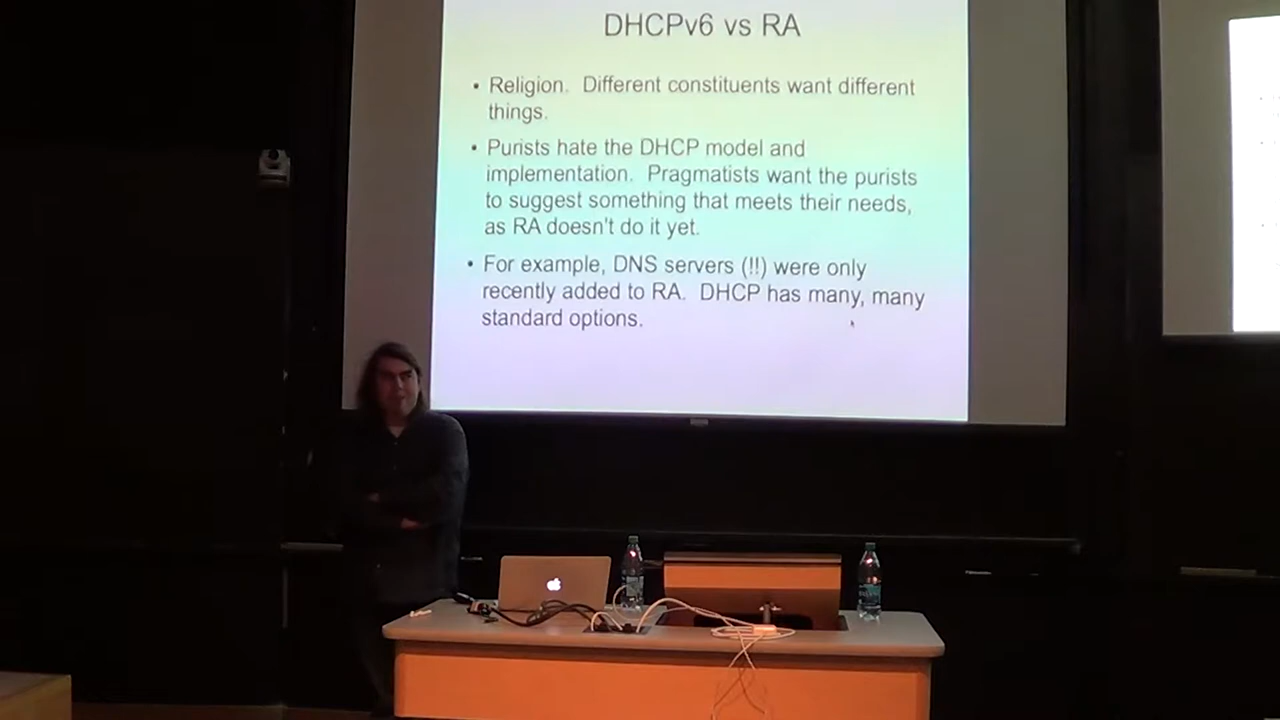 DHCPv6 vs RA
• Religion. Different constituents want different
things.
• Purists hate the DHCP model and
implementation. Pragmatists want the purists
to suggest something that meets their needs,
as RA doesn't do it yet.
• For example, DNS servers (!!) were only
recently added to RA. DHCP has many, many
standard options.